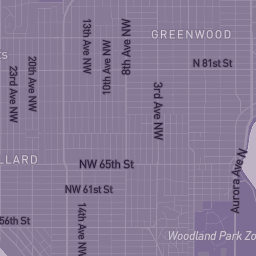 GREENWOOD
13th Ave NW
10th Ave NW
8th Ave NW
20th Ave NW
23rd Ave NW
N 81st St
3rd Ave NW
LLARD
NW 65th St
NW 61st St
14th Ave NW
56th St
Aurora Ave N
Woodland Park Zo